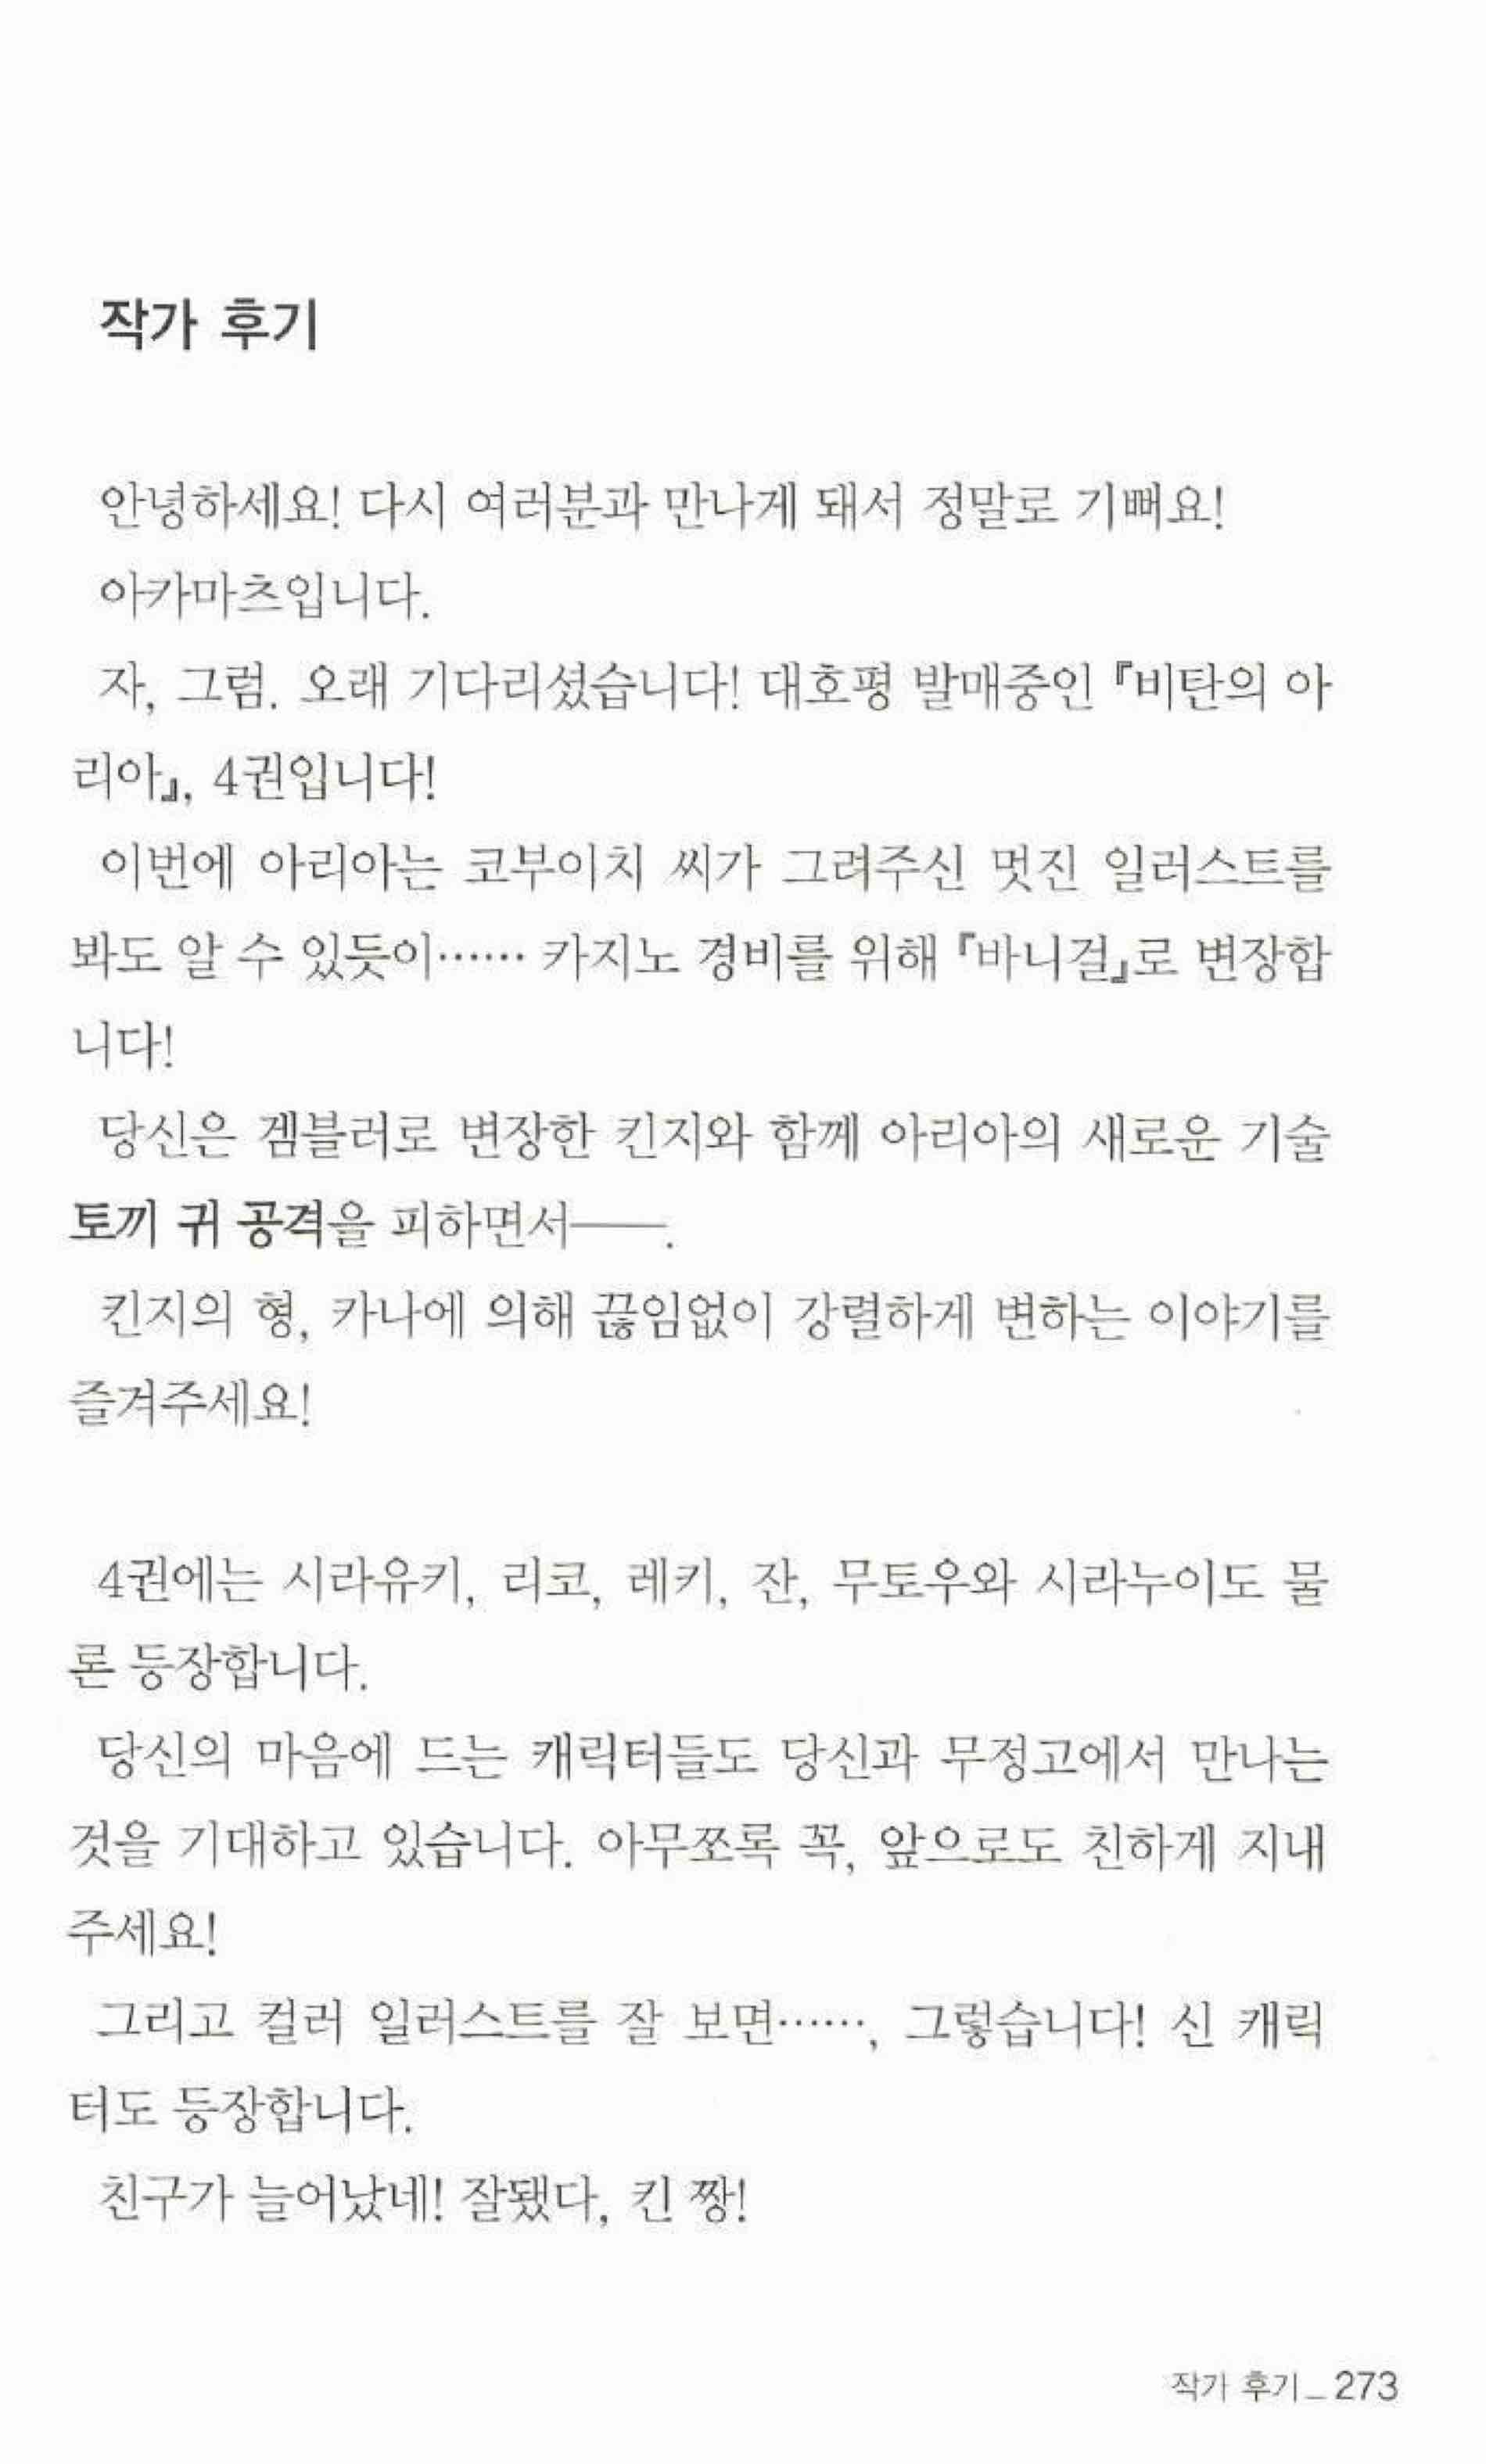 작가 후기
안녕하세요! 다시 여러분과 만나게 돼서 정말로 기뻐요!
아카마츠입니다.
자, 그럼. 오래 기다리셨습니다! 대호평 발매중인 『비탄의 아
리아』, 4권입니다!
이번에 아리아는 코부이치 씨가 그려주신 멋진 일러스트를
봐도 알 수 있듯이…… 카지노 경비를 위해 『바니걸』로 변장합
니다!
당신은 겜블러로 변장한 킨지와 함께 아리아의 새로운 기술
토끼 귀 공격을 피하면서──.
킨지의 형, 카나에 의해 끊임없이 강렬하게 변하는 이야기를
즐겨주세요!
4권에는 시라유키, 리코, 레키, 잔, 무토우와 시라누이도 물
론 등장합니다.
당신의 마음에 드는 캐릭터들도 당신과 무정고에서 만나는
것을 기대하고 있습니다. 아무쪼록 꼭, 앞으로도 친하게 지내
주세요!
그리고 컬러 일러스트를 잘 보면……, 그렇습니다! 신 캐릭
터도 등장합니다.
친구가 늘어났네! 잘됐다, 킨 짱!
작가 후기_273